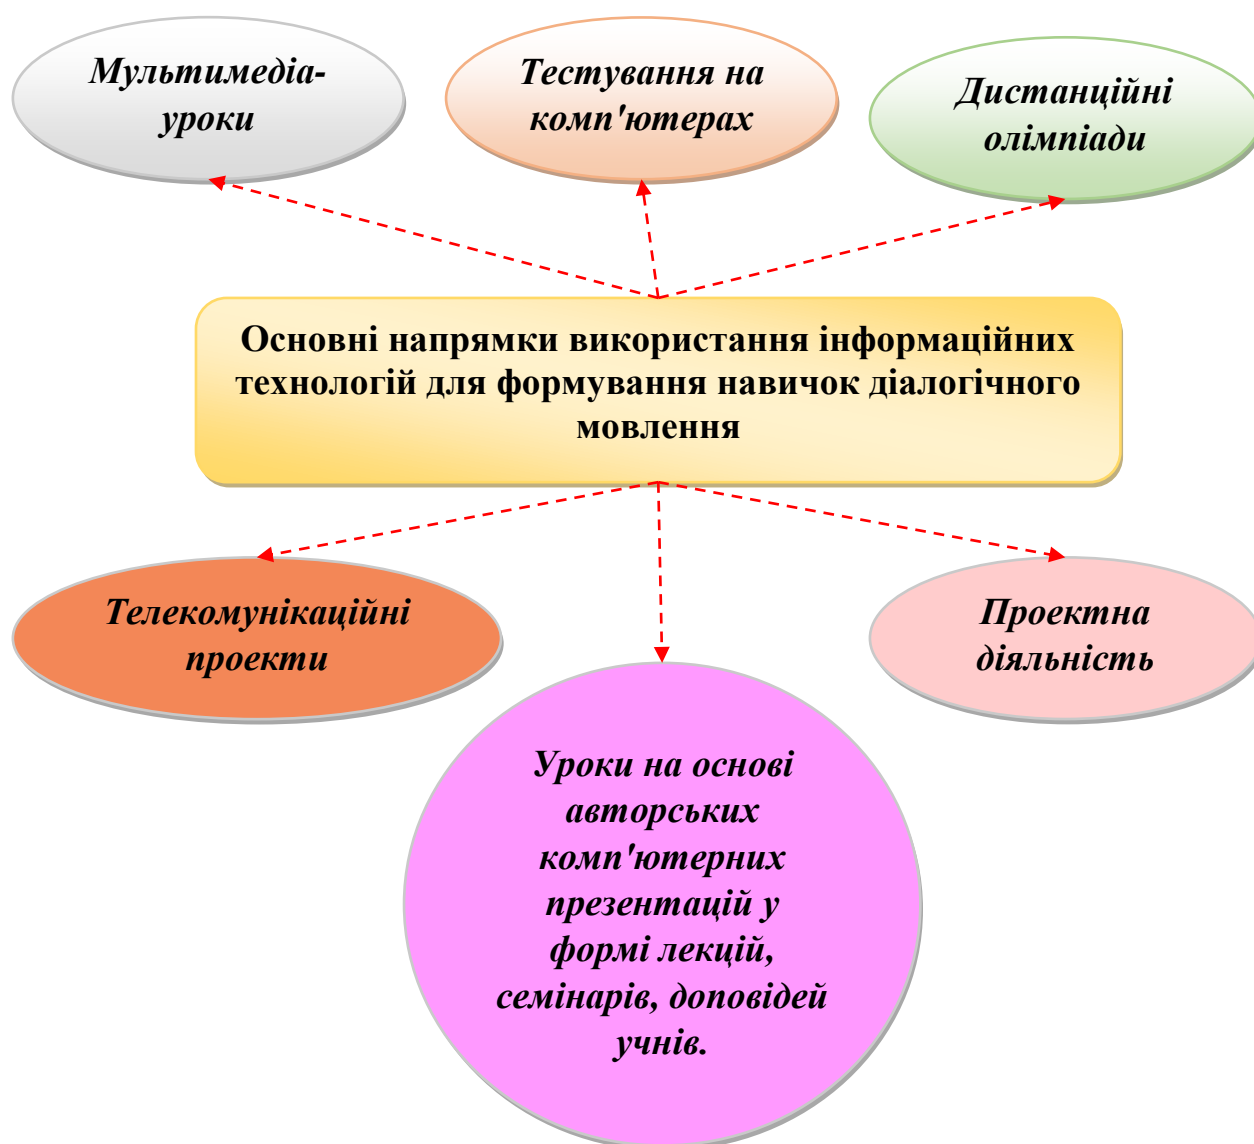 Мультимедіа-
уроки
Тестування на
комп'ютерах
Дистанційні
олімпіади
Основні напрямки використання інформаційних
технологій для формування навичок діалогічного
мовлення
Телекомунікаційні
проекти
Проектна
діяльність
Уроки на основі
авторських
комп'ютерних
презентацій у
формі лекцій,
семінарів, доповідей
учнів.